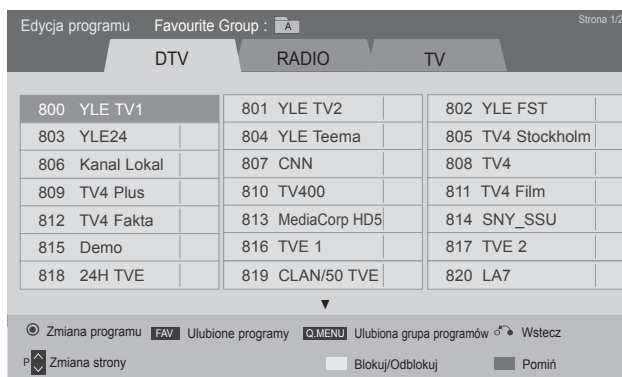 Edycja programu Favourite Group : A Strona 1/2
DTV RADIO TV
800 YLE TV1 801 YLE TV2 802 YLE FST
803 YLE24 804 YLE Teema 805 TV4 Stockholm
806 Kanal Lokal 807 CNN 808 TV4
809 TV4 Plus 810 TV400 811 TV4 Film
812 TV4 Fakta 813 MediaCorp HD5 814 SNY_SSU
815 Demo 816 TVE 1 817 TVE 2
818 24H TVE 819 CLAN/50 TVE 820 LA7
Zmiana programu FAV Ulubione programy Q.MENU Ulubiona grupa programów Wstecz
P Zmiana strony Blokuj/Odblokuj Pomiń